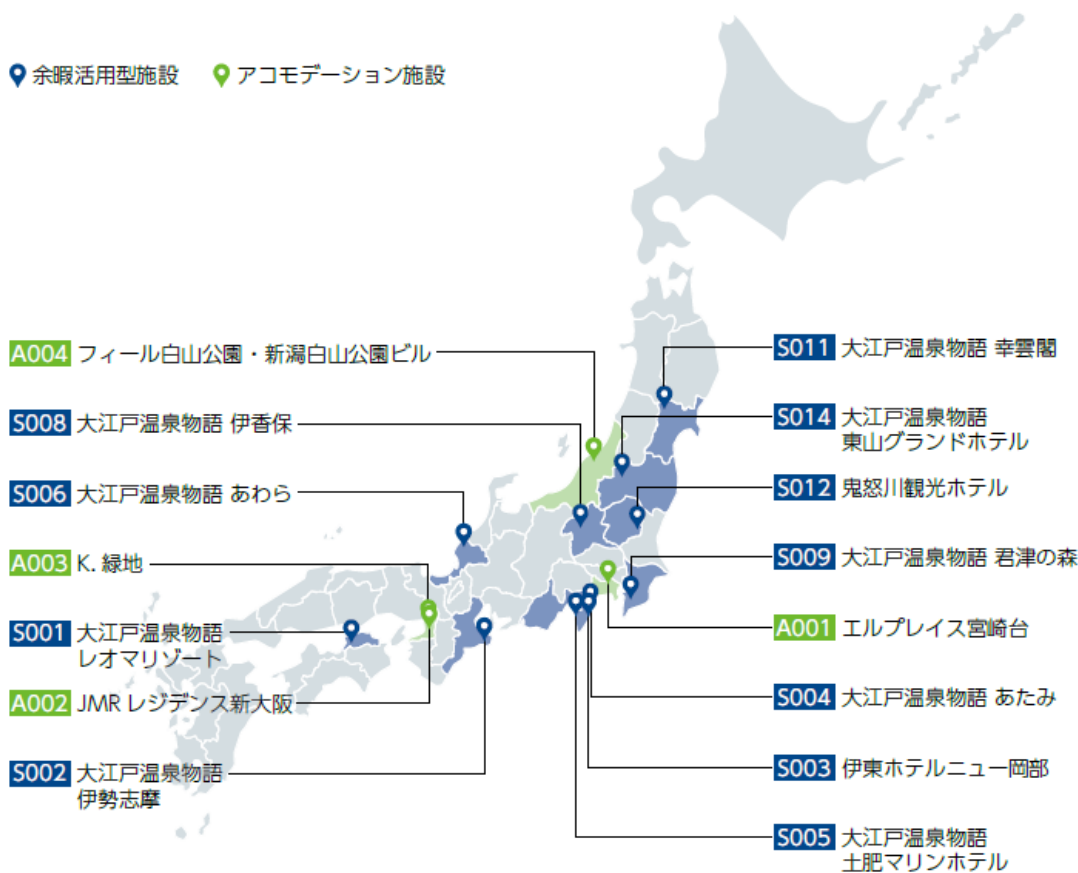 余暇活用型施設 アコモデーション施設
A004 フィール白山公園・新潟白山公園ビル
S008 大江戸温泉物語 伊香保
S006 大江戸温泉物語 あわら
A003 K. 緑地
S001 大江戸温泉物語
レオマリゾート
A002 JMR レジデンス新大阪
S002 大江戸温泉物語
伊勢志摩
S011 大江戸温泉物語 幸雲閣
S014 大江戸温泉物語
東山グランドホテル
S012 鬼怒川観光ホテル
S009 大江戸温泉物語 君津の森
A001 エルプレイス宮崎台
S004 大江戸温泉物語 あたみ
S003 伊東ホテルニュー岡部
S005 大江戸温泉物語
土肥マリンホテル